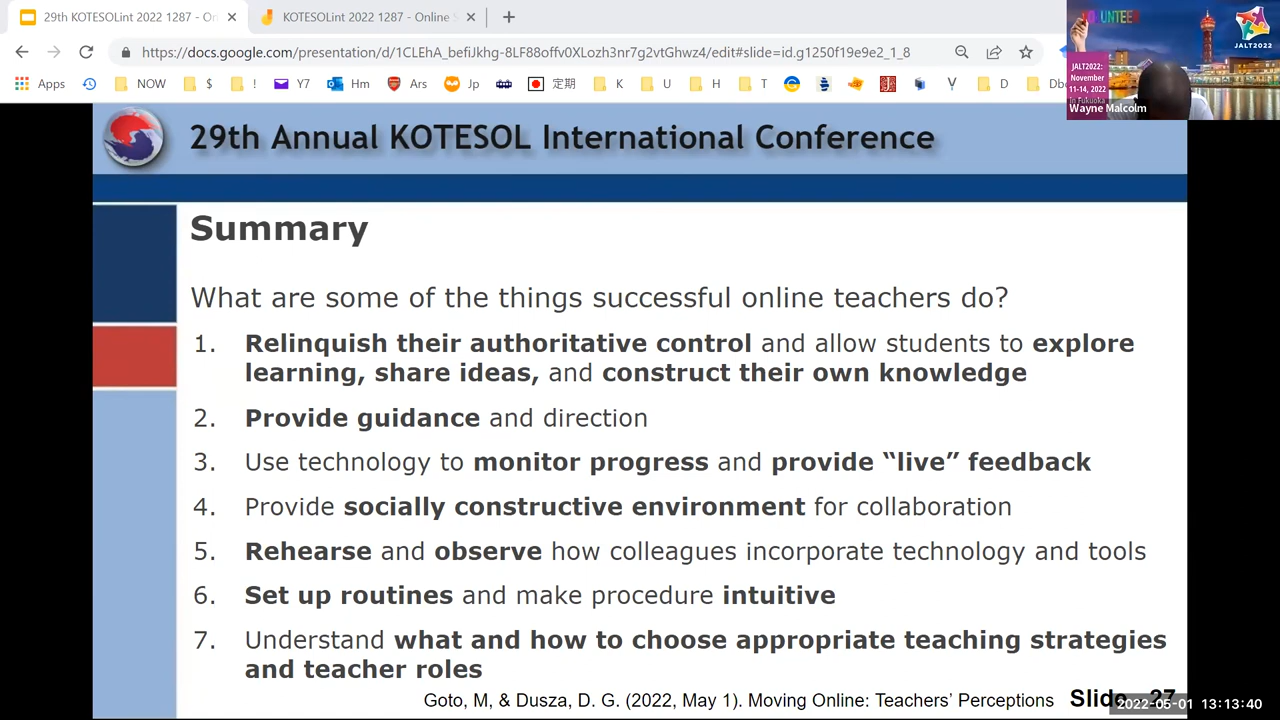 29th KOTESOLint 2022 1287 - On
KOTESOLint 2022 1287 - Online S
https://docs.google.com/presentation/d/1CLEhA_befiJkhg-8LF88offv0XLozh3nr7g2vtGhwz4/edit#slide=id.g1250f19e9e2_1_8
Apps
NOW
$
!
Y7
Hm
Art
Jp
定期
K
U
H
T
D
VOLUNTEER
JALT2022
JALT2022:
November
11-14, 2022
in Fukuoka
Wayne Malcolm
29th Annual KOTESOL International Conference
Summary
What are some of the things successful online teachers do?
1. Relinquish their authoritative control and allow students to explore
learning, share ideas, and construct their own knowledge
2. Provide guidance and direction
3. Use technology to monitor progress and provide “live” feedback
4. Provide socially constructive environment for collaboration
5. Rehearse and observe how colleagues incorporate technology and tools
6. Set up routines and make procedure intuitive
7. Understand what and how to choose appropriate teaching strategies
and teacher roles
Goto, M, & Dusza, D. G. (2022, May 1). Moving Online: Teachers’ Perceptions
Slide 27
2022-05-01 13:13:40